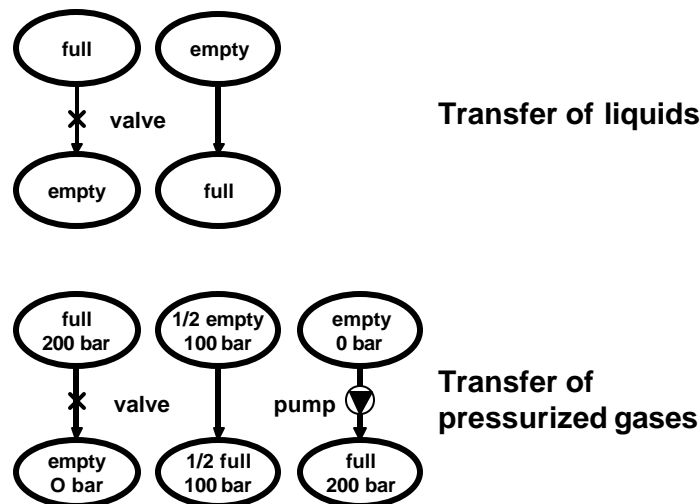 full
empty
valve
Transfer of liquids
empty
full
full
200 bar
1/2 empty
100 bar
empty
0 bar
valve
pump
Transfer of
pressurized gases
empty
O bar
1/2 full
100 bar
full
200 bar